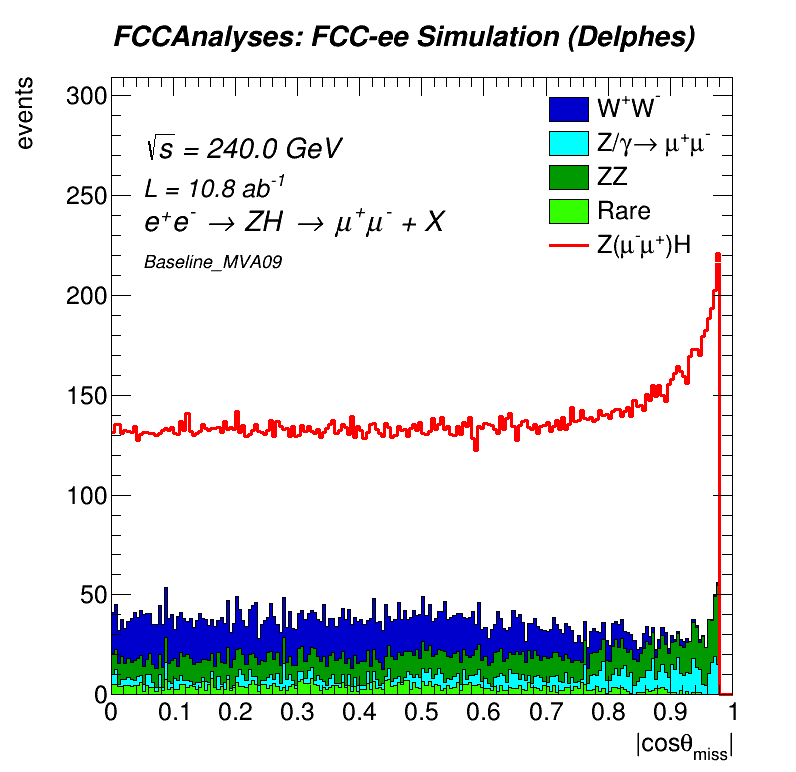 FCCAnalyses: FCC-ee Simulation (Delphes)
events
√s = 240.0 GeV
L = 10.8 ab⁻¹
e⁺e⁻ → ZH → μ⁺μ⁻ + X
Baseline_MVA09
W⁺W⁻
Z/γ→ μ⁺μ⁻
ZZ
Rare
Z(μ⁻μ⁺)H
300
250
200
150
100
50
0
0 0.1 0.2 0.3 0.4 0.5 0.6 0.7 0.8 0.9 1
|cosθ_miss|